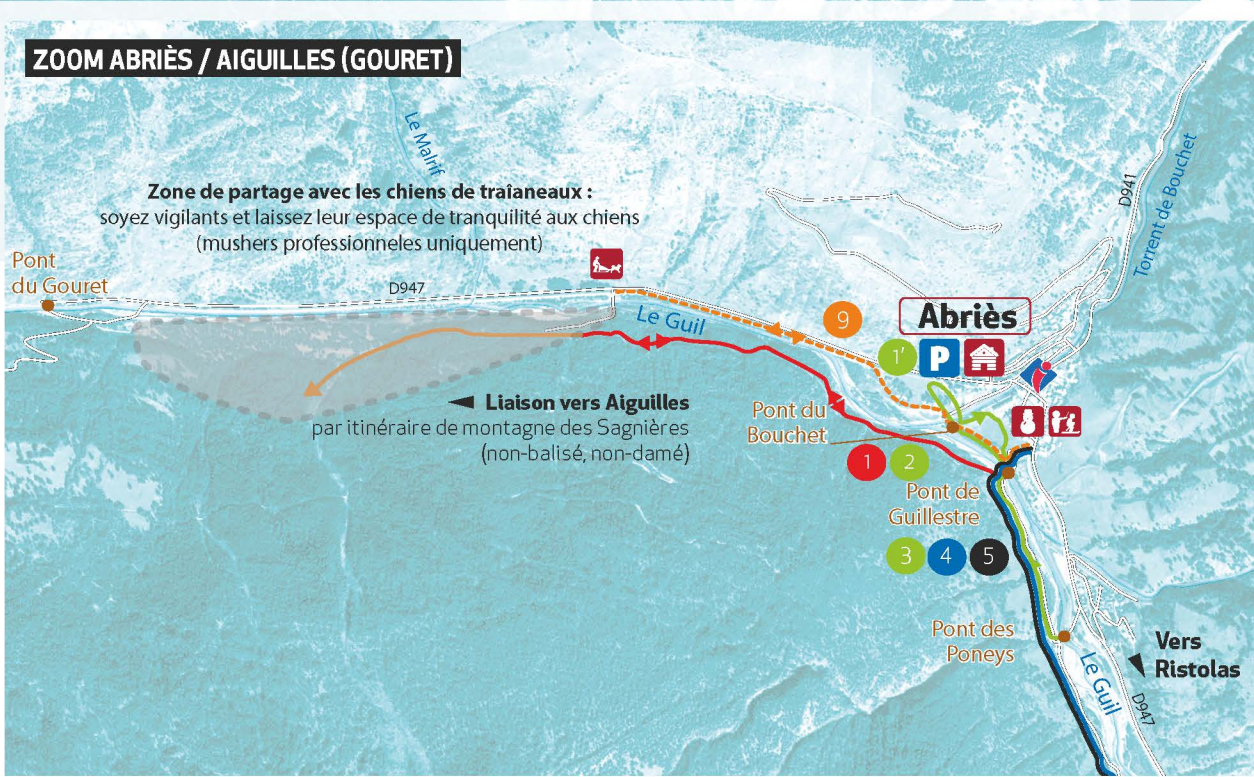 ZOOM ABRIÈS / AIGUILLES (GOURET)
Le Malrif
Zone de partage avec les chiens de traîaneaux :
soyez vigilants et laissez leur espace de tranquilité aux chiens
(mushers professionneles uniquement)
Pont
du Gouret
D947
Le Guil
9
Abriès
1'
P
D941
Torrent de Bouchet
Liaison vers Aiguilles
par itinéraire de montagne des Sagnières
(non-balisé, non-damé)
Pont du
Bouchet
1
2
Pont de
Guillestre
3
4
5
Pont des
Poneys
Le Guil
D947
Vers
Ristolas